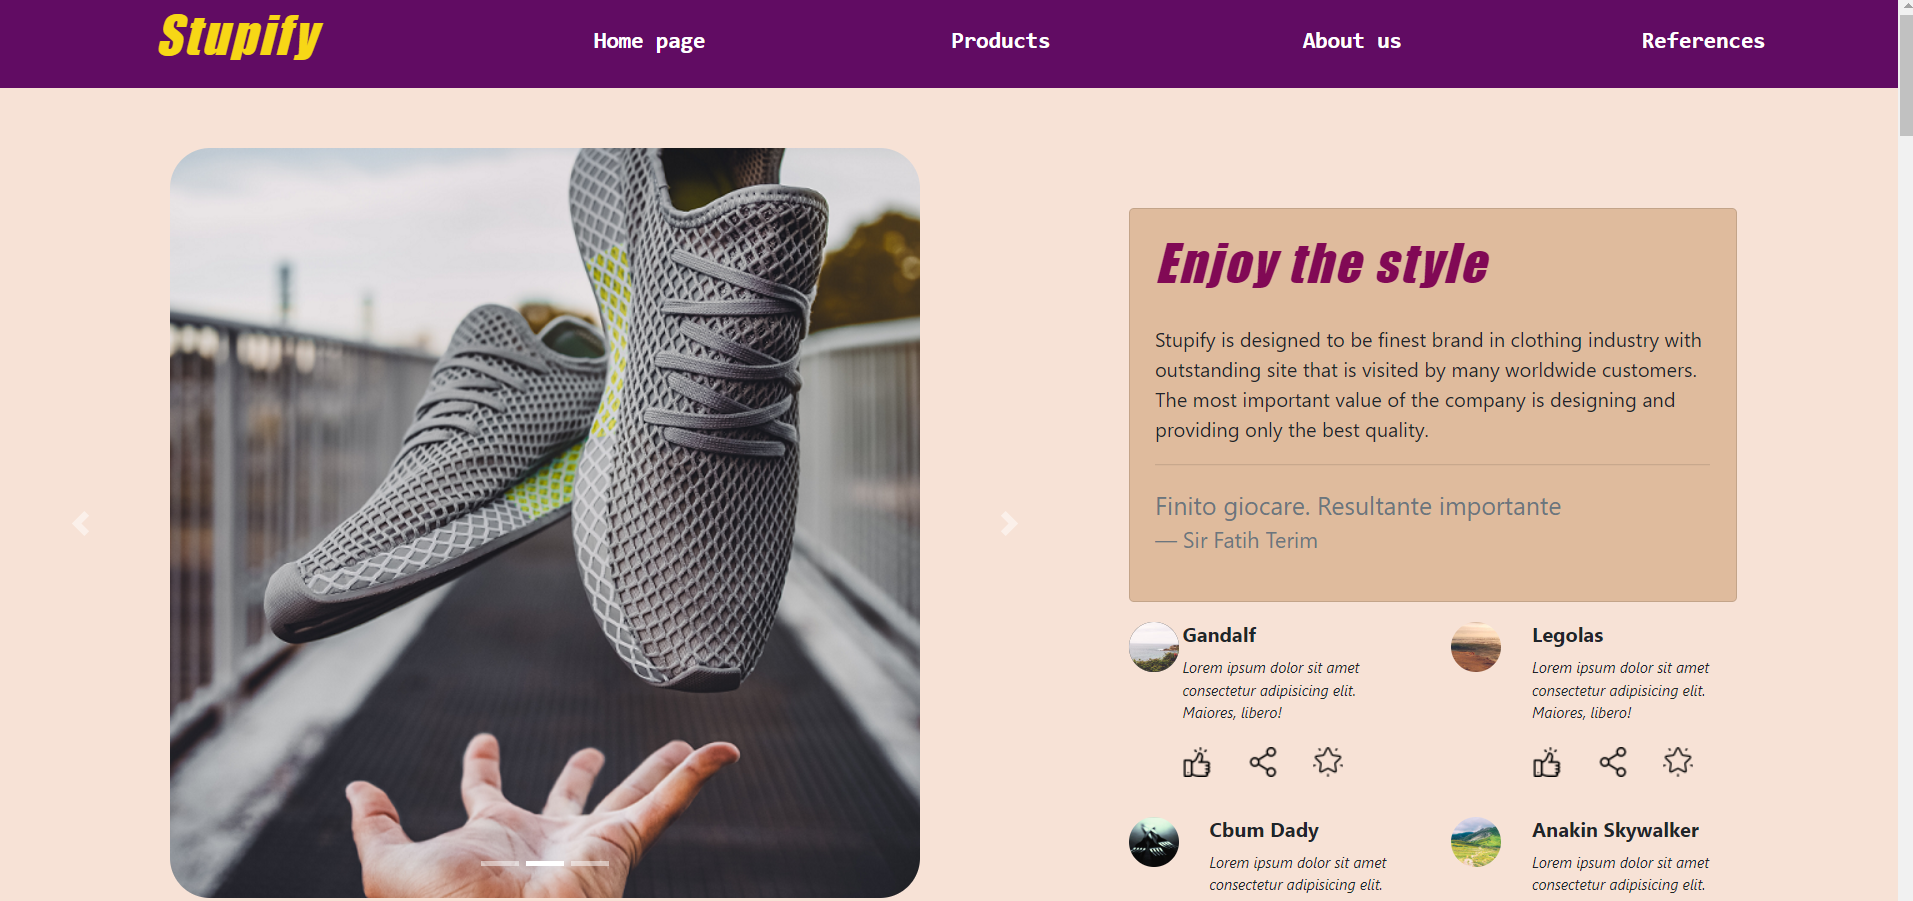 Stupify
Home page
Products
About us
References
Enjoy the style
Stupify is designed to be finest brand in clothing industry with
outstanding site that is visited by many worldwide customers.
The most important value of the company is designing and
providing only the best quality.
Finito giocare. Resultante importante
— Sir Fatih Terim
Gandalf
Lorem ipsum dolor sit amet
consectetur adipisicing elit.
Maiores, libero!
Legolas
Lorem ipsum dolor sit amet
consectetur adipisicing elit.
Maiores, libero!
Cbum Dady
Lorem ipsum dolor sit amet
consectetur adipisicing elit.
Anakin Skywalker
Lorem ipsum dolor sit amet
consectetur adipisicing elit.